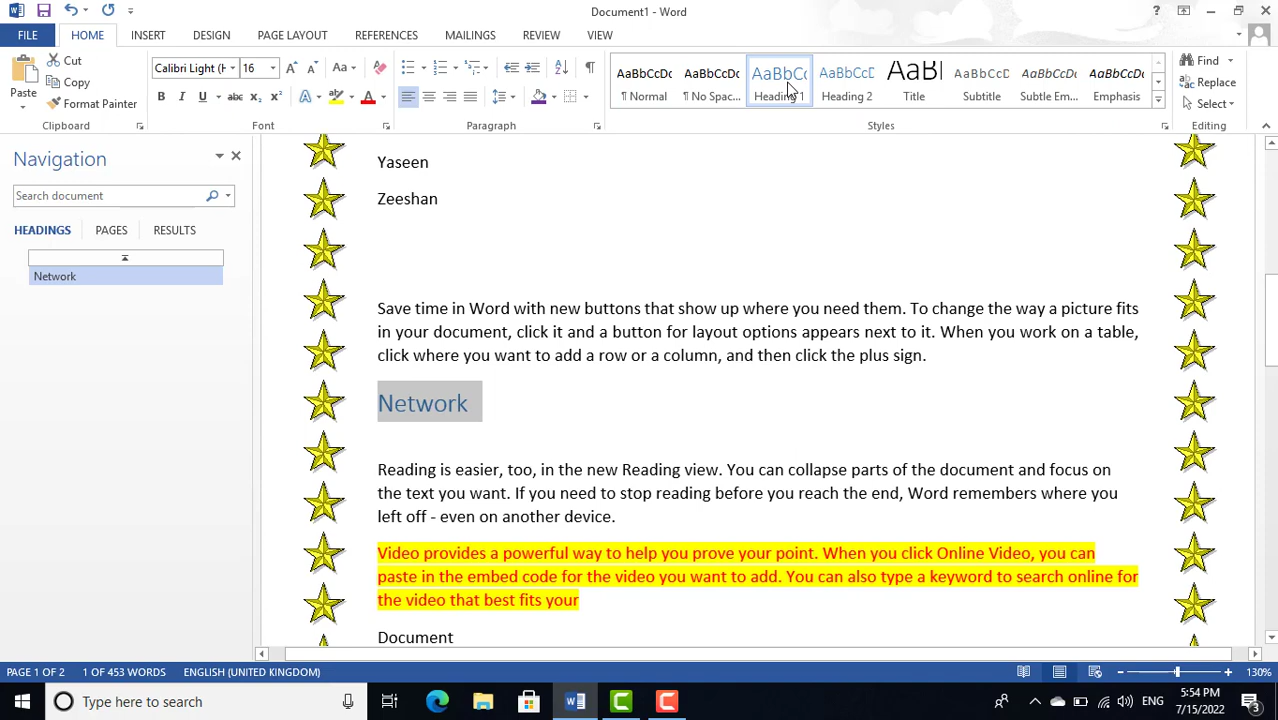 Document1 - Word
FILE HOME INSERT DESIGN PAGE LAYOUT REFERENCES MAILINGS REVIEW VIEW
Paste
Cut
Copy
Format Painter
Clipboard
Calibri Light (H 16
Aa
B I U abc X₂ X²
A A
Font
Paragraph
AaBbCcDc AaBbCcDc AaBbCc AaBbCcD AaBl AaBbCcD AaBbCcDc AaBbCcDc
¶ Normal ¶ No Spac... Heading 1 Heading 2 Title Subtitle Subtle Em... Emphasis
Styles
Find
Replace
Select
Editing
Navigation
Search document
HEADINGS PAGES RESULTS
Network
Yaseen
Zeeshan
Save time in Word with new buttons that show up where you need them. To change the way a picture fits
in your document, click it and a button for layout options appears next to it. When you work on a table,
click where you want to add a row or a column, and then click the plus sign.
Network
Reading is easier, too, in the new Reading view. You can collapse parts of the document and focus on
the text you want. If you need to stop reading before you reach the end, Word remembers where you
left off - even on another device.
Video provides a powerful way to help you prove your point. When you click Online Video, you can
paste in the embed code for the video you want to add. You can also type a keyword to search online for
the video that best fits your
Document
PAGE 1 OF 2 1 OF 453 WORDS ENGLISH (UNITED KINGDOM) 130%
Type here to search
ENG
5:54 PM
7/15/2022
3